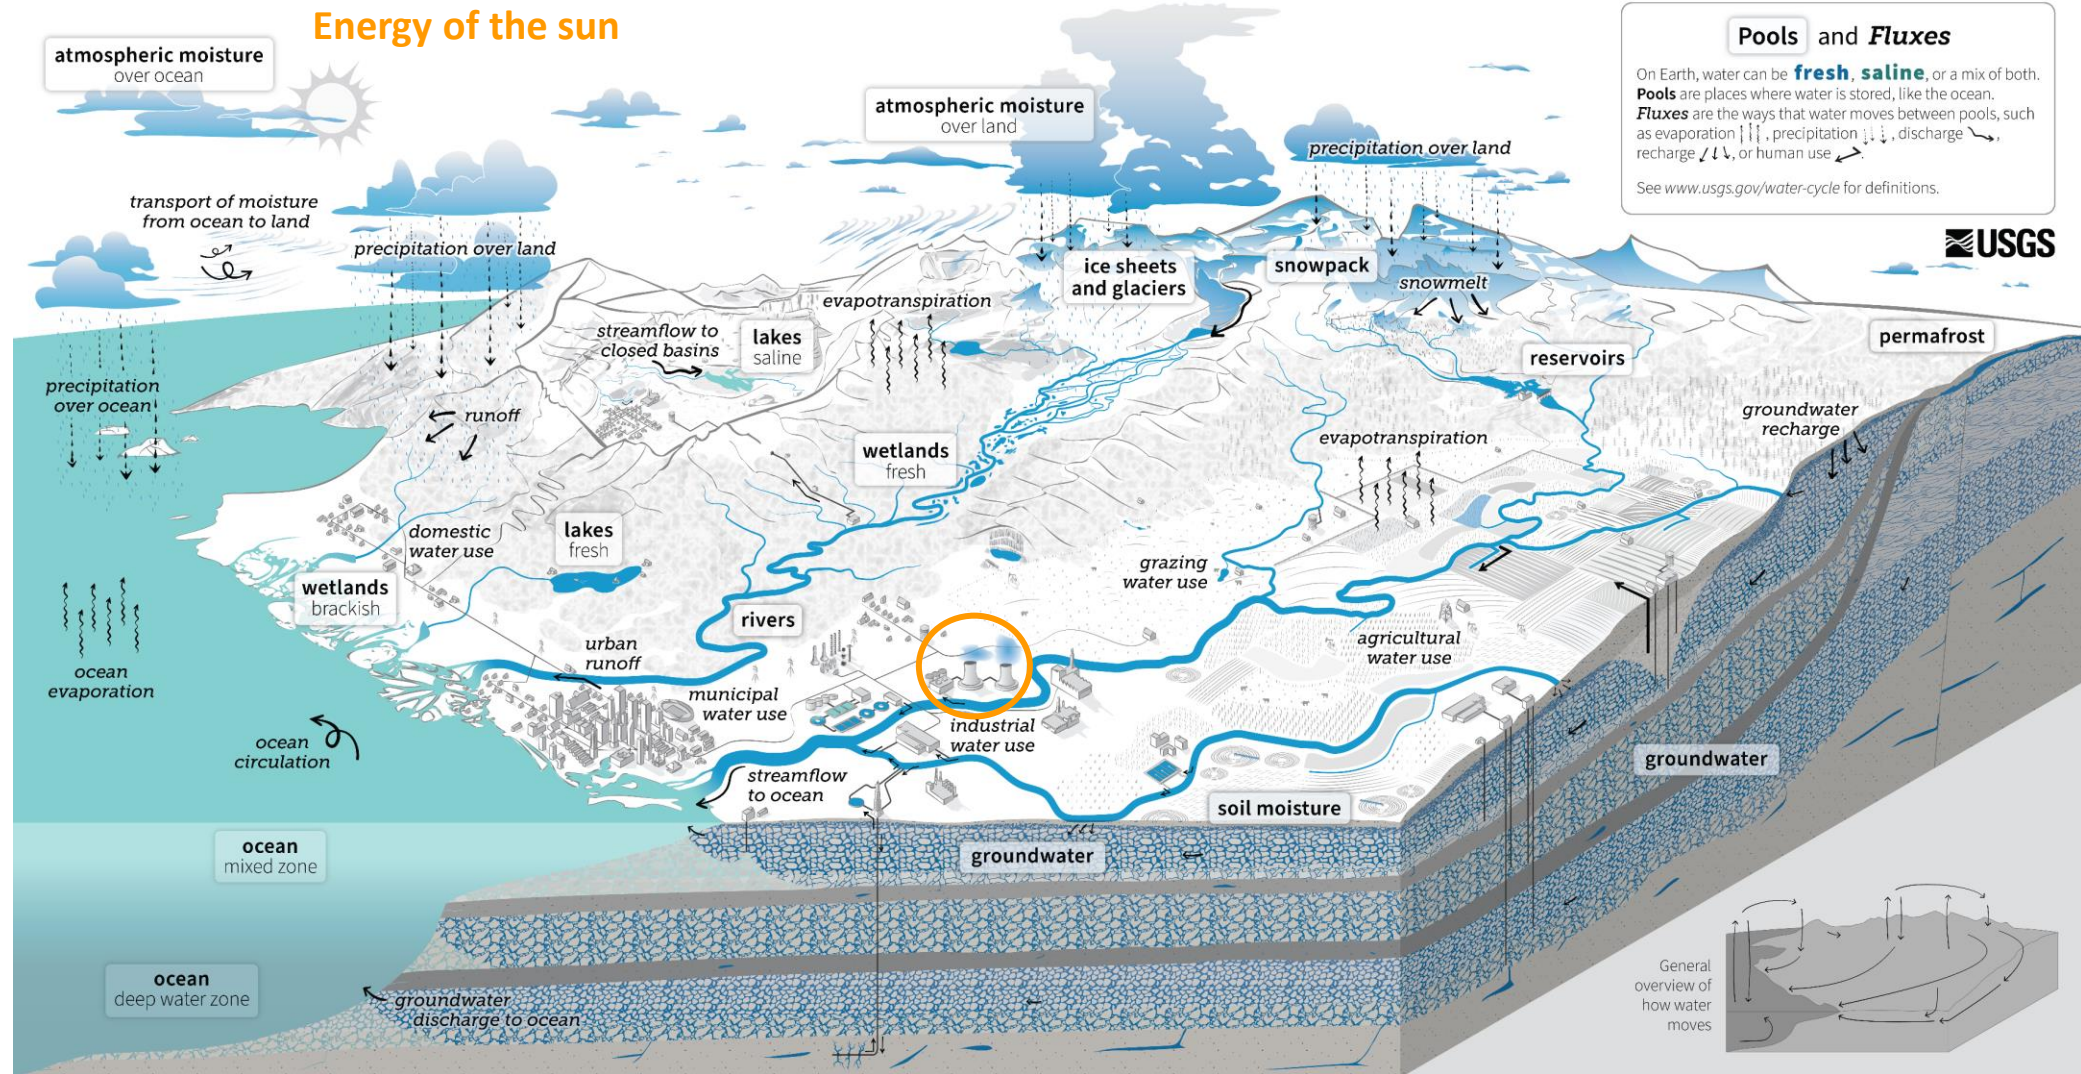 Energy of the sun
atmospheric moisture
over ocean
atmospheric moisture
over land
Pools and Fluxes
On Earth, water can be fresh, saline, or a mix of both.
Pools are places where water is stored, like the ocean.
Fluxes are the ways that water moves between pools, such
as evaporation, precipitation, discharge,
recharge, or human use.
See www.usgs.gov/water-cycle for definitions.
USGS
precipitation over land
transport of moisture
from ocean to land
precipitation over land
ice sheets
and glaciers
snowpack
snowmelt
evapotranspiration
streamflow to
closed basins
lakes
saline
permafrost
reservoirs
precipitation
over ocean
runoff
groundwater
recharge
evapotranspiration
wetlands
fresh
domestic
water use
lakes
fresh
grazing
water use
wetlands
brackish
rivers
urban
runoff
agricultural
water use
ocean
evaporation
municipal
water use
industrial
water use
ocean
circulation
streamflow
to ocean
groundwater
soil moisture
ocean
mixed zone
groundwater
ocean
deep water zone
groundwater
discharge to ocean
General
overview of
how water
moves